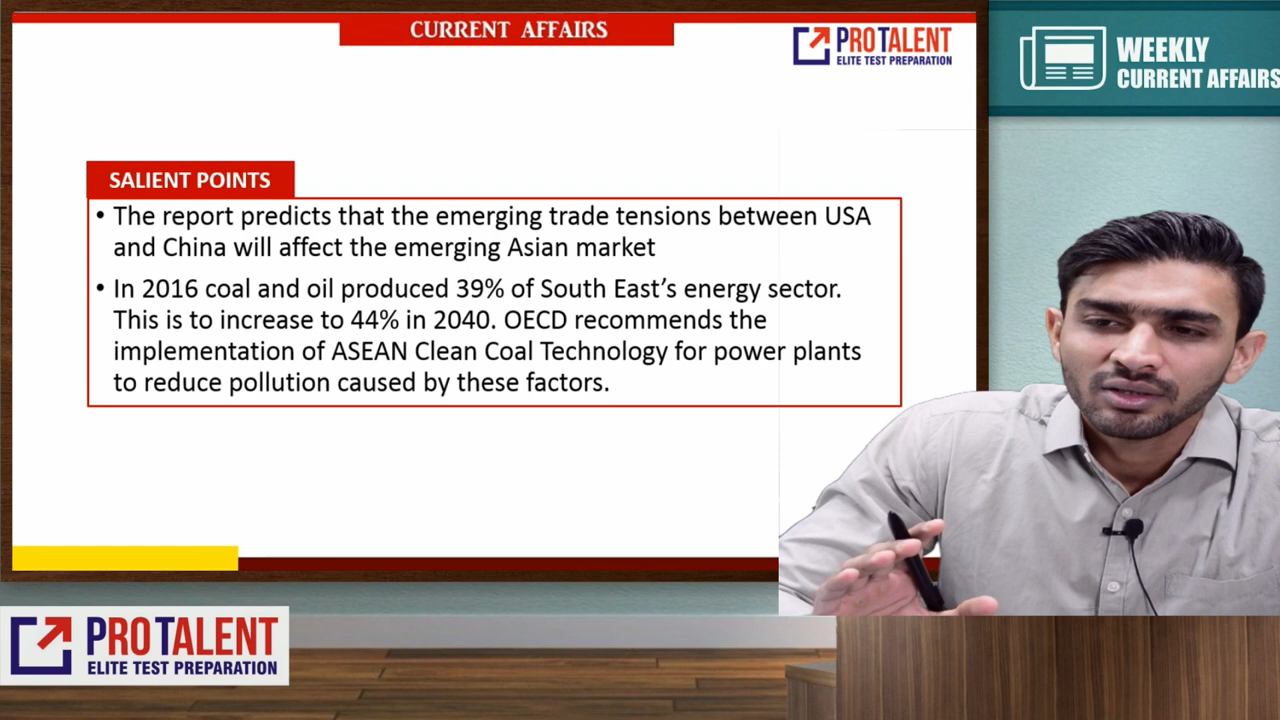 CURRENT AFFAIRS
PROTALENT
ELITE TEST PREPARATION
WEEKLY
CURRENT AFFAIRS
SALIENT POINTS
• The report predicts that the emerging trade tensions between USA
and China will affect the emerging Asian market
• In 2016 coal and oil produced 39% of South East’s energy sector.
This is to increase to 44% in 2040. OECD recommends the
implementation of ASEAN Clean Coal Technology for power plants
to reduce pollution caused by these factors.
PROTALENT
ELITE TEST PREPARATION